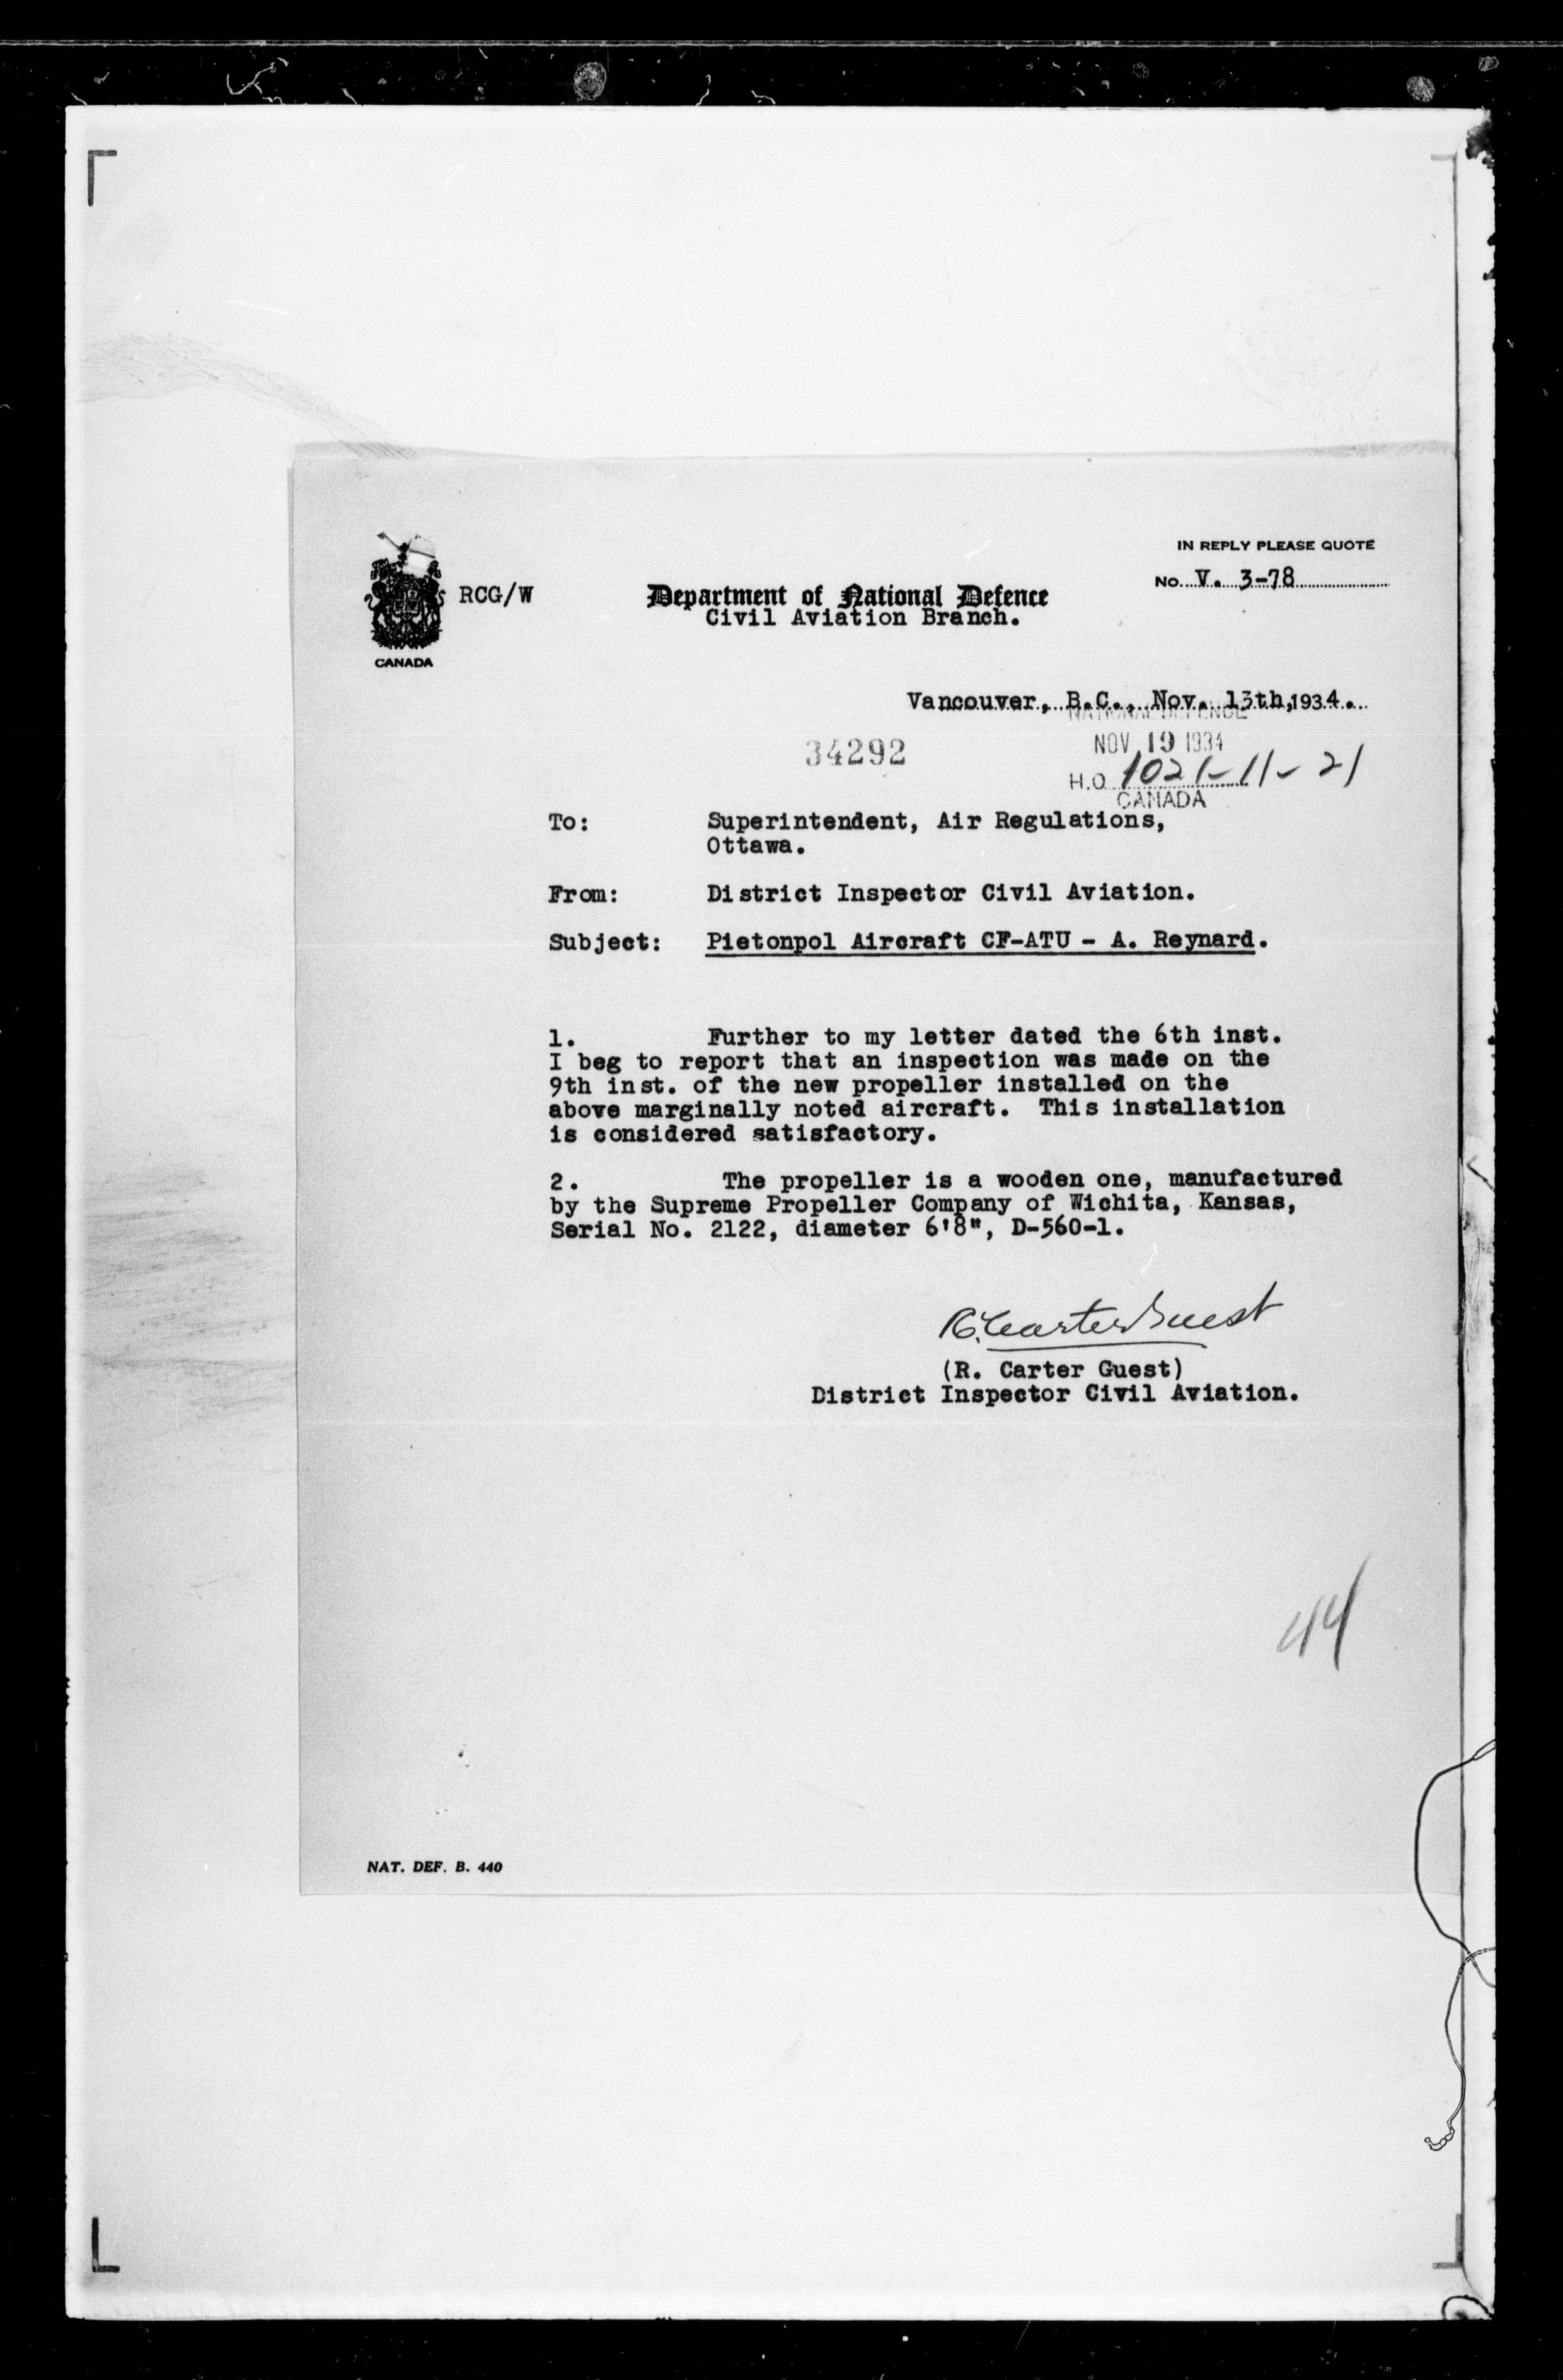 IN REPLY PLEASE QUOTE
No. V. 3-78
RCG/W
Department of National Defence
Civil Aviation Branch.
CANADA
Vancouver, B.C., Nov. 13th, 1934.
NATIONAL DEFENCE
34292
NOV 19 1934
H.Q. 1021-11-21
CANADA
To: Superintendent, Air Regulations,
Ottawa.
From: District Inspector Civil Aviation.
Subject: Pietonpol Aircraft CF-ATU - A. Reynard.
1. Further to my letter dated the 6th inst.
I beg to report that an inspection was made on the
9th inst. of the new propeller installed on the
above marginally noted aircraft. This installation
is considered satisfactory.
2. The propeller is a wooden one, manufactured
by the Supreme Propeller Company of Wichita, Kansas,
Serial No. 2122, diameter 6'8", D-560-1.
R. Carter Guest
(R. Carter Guest)
District Inspector Civil Aviation.
44
NAT. DEF. B. 440